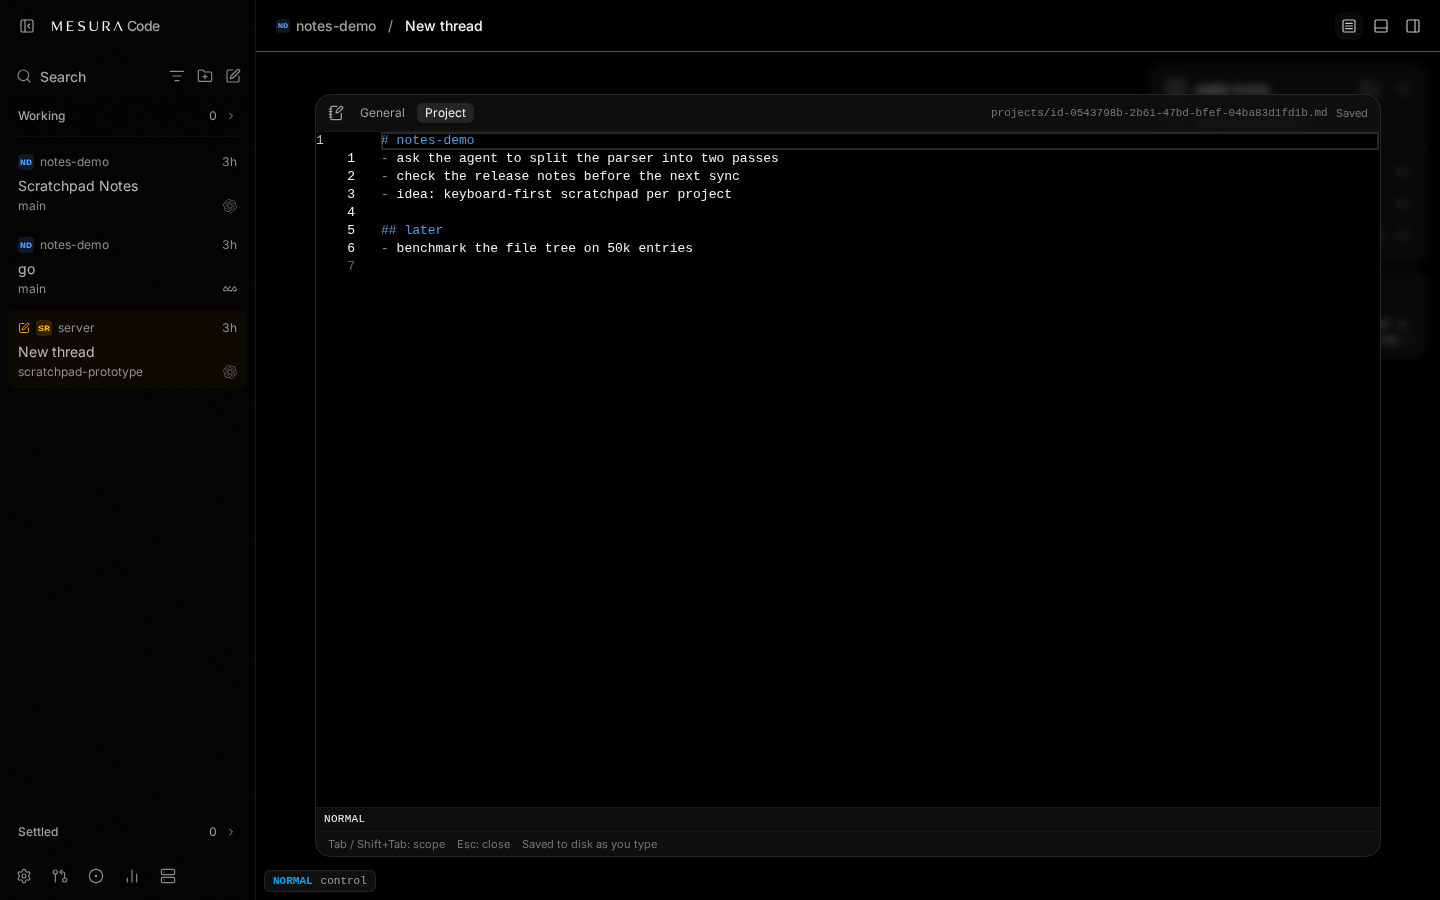 MESURA Code
Search
Working 0
ND notes-demo 3h
Scratchpad Notes
main
ND notes-demo 3h
go
main
SR server 3h
New thread
scratchpad-prototype
Settled 0
ND notes-demo / New thread
General Project projects/id-0543798b-2b61-47bd-bfef-04ba83d1fd1b.md Saved
1 # notes-demo
1 - ask the agent to split the parser into two passes
2 - check the release notes before the next sync
3 - idea: keyboard-first scratchpad per project
4
5 ## later
6 - benchmark the file tree on 50k entries
7
NORMAL
Tab / Shift+Tab: scope Esc: close Saved to disk as you type
NORMAL control